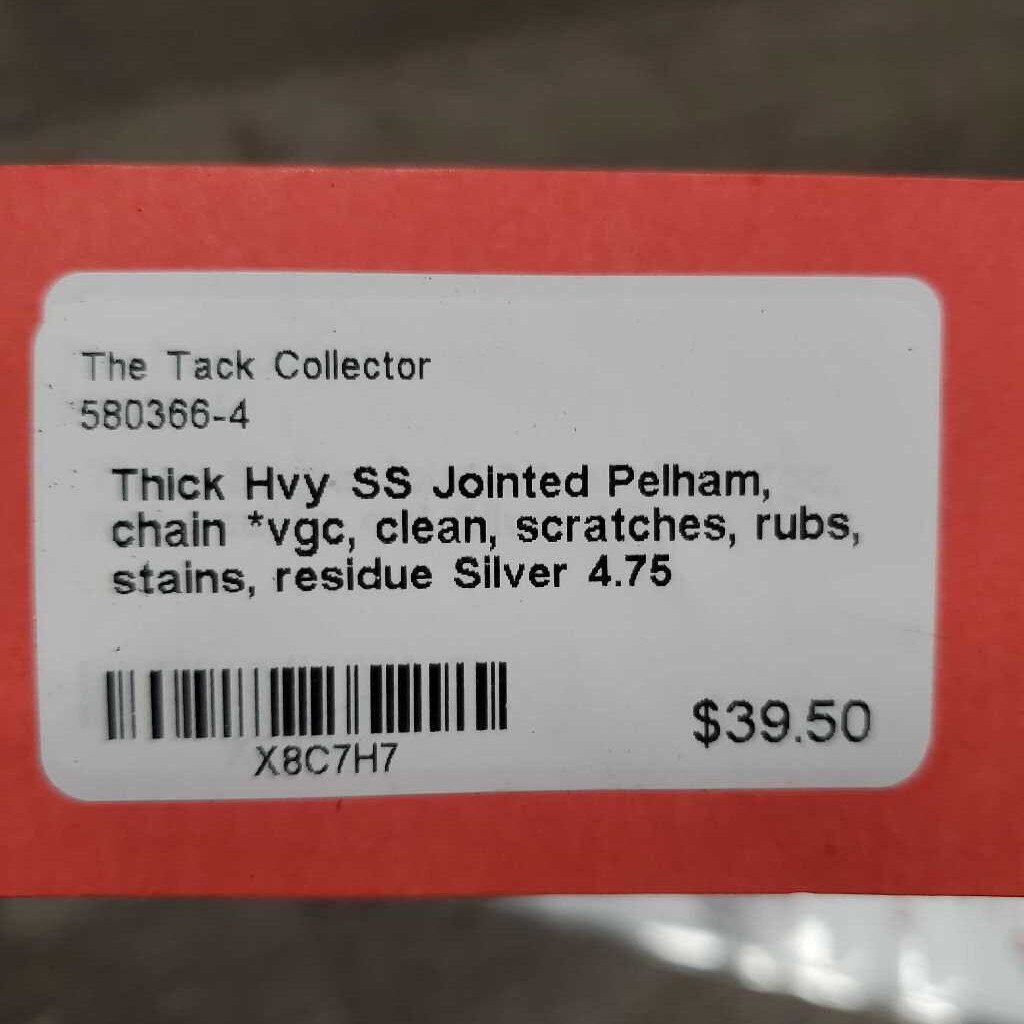 The Tack Collector
580366-4
Thick Hvy SS Jointed Pelham,
chain *vgc, clean, scratches, rubs,
stains, residue Silver 4.75
X8C7H7
$39.50